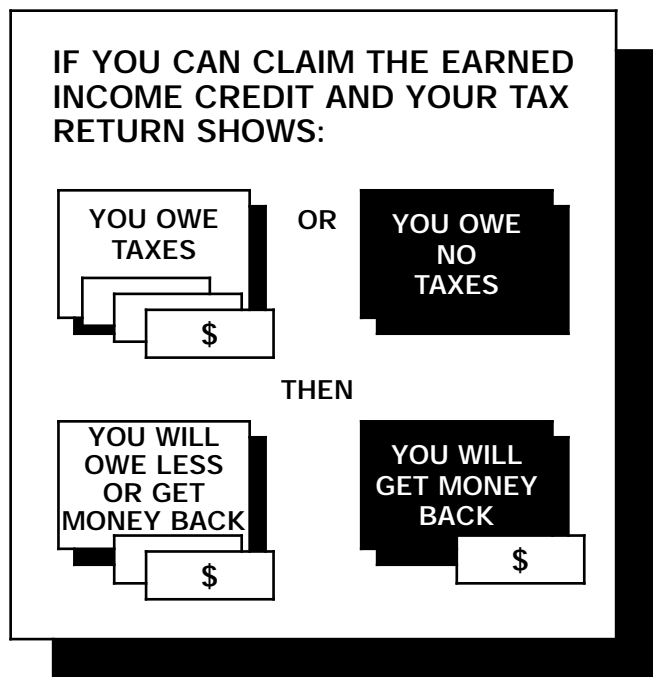 IF YOU CAN CLAIM THE EARNED
INCOME CREDIT AND YOUR TAX
RETURN SHOWS:
YOU OWE
TAXES
$
OR
YOU OWE
NO
TAXES
THEN
YOU WILL
OWE LESS
OR GET
MONEY BACK
$
YOU WILL
GET MONEY
BACK
$